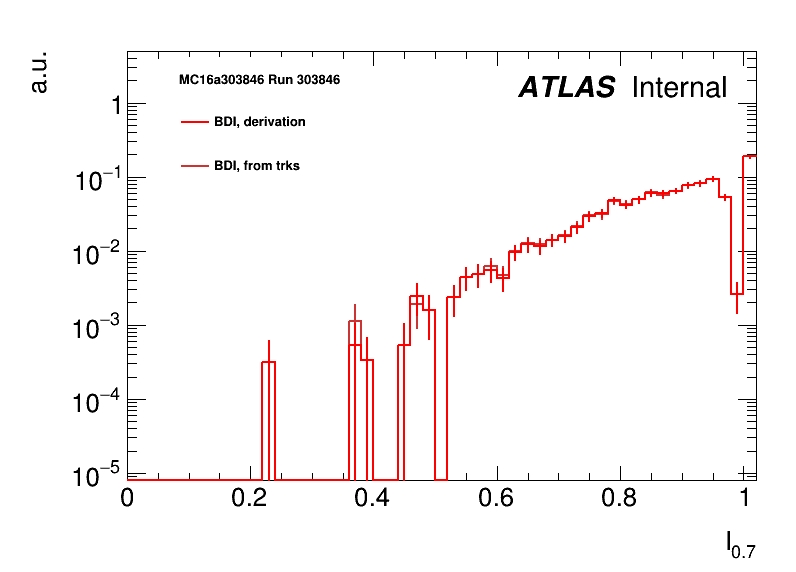 a.u.
MC16a303846 Run 303846
ATLAS Internal
BDI, derivation
BDI, from trks
1
10⁻¹
10⁻²
10⁻³
10⁻⁴
10⁻⁵
0 0.2 0.4 0.6 0.8 1
I₀.₇